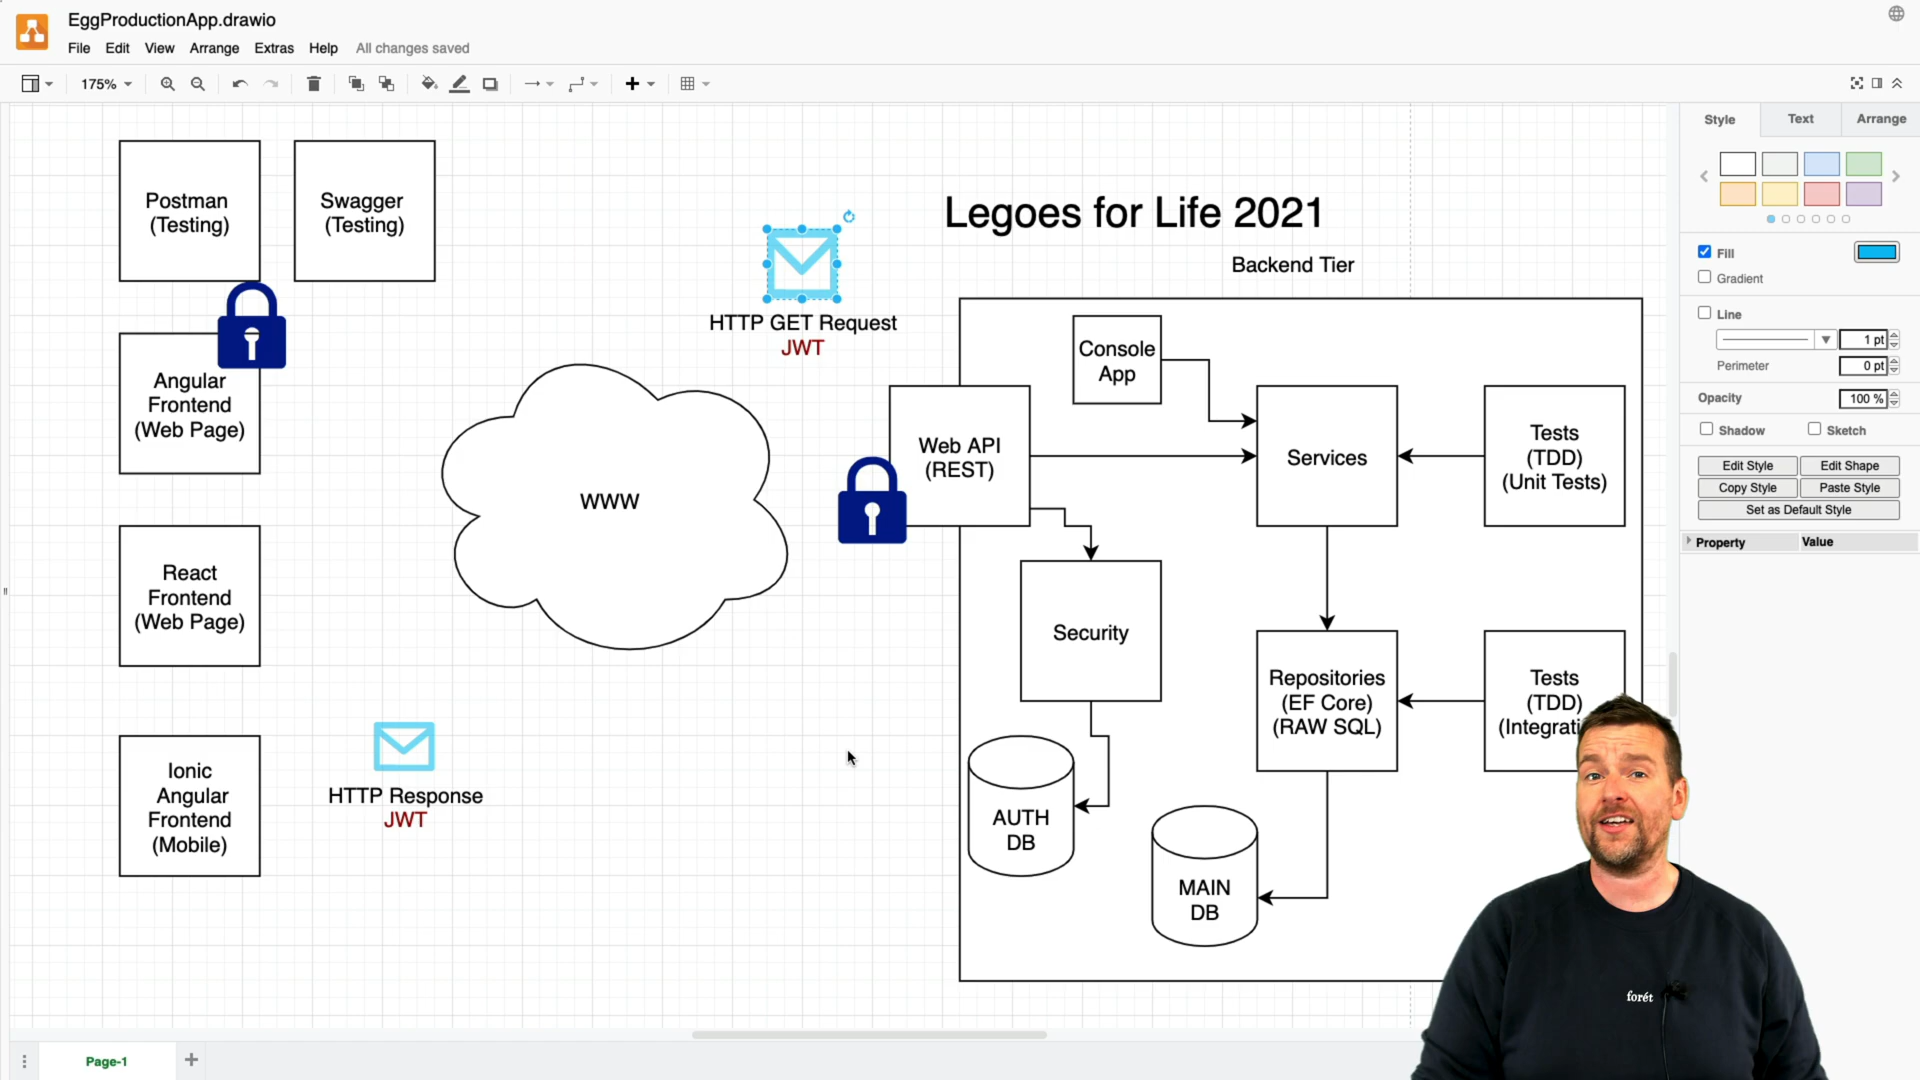 EggProductionApp.drawio
File Edit View Arrange Extras Help All changes saved
175%
Style Text Arrange
Postman
(Testing)
Swagger
(Testing)
Legoes for Life 2021
Backend Tier
HTTP GET Request
JWT
Angular
Frontend
(Web Page)
WWW
Console
App
Web API
(REST)
Services
Tests
(TDD)
(Unit Tests)
React
Frontend
(Web Page)
Security
Repositories
(EF Core)
(RAW SQL)
Tests
(TDD)
(Integrati
Ionic
Angular
Frontend
(Mobile)
HTTP Response
JWT
AUTH
DB
MAIN
DB
Fill
Gradient
Line
1 pt
Perimeter 0 pt
Opacity 100 %
Shadow Sketch
Edit Style Edit Shape
Copy Style Paste Style
Set as Default Style
Property Value
forét
Page-1